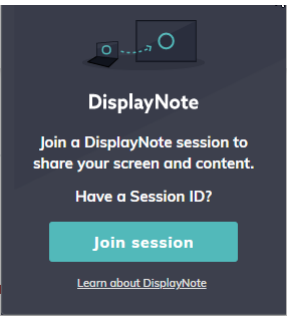 DisplayNote
Join a DisplayNote session to
share your screen and content.
Have a Session ID?
Join session
Learn about DisplayNote